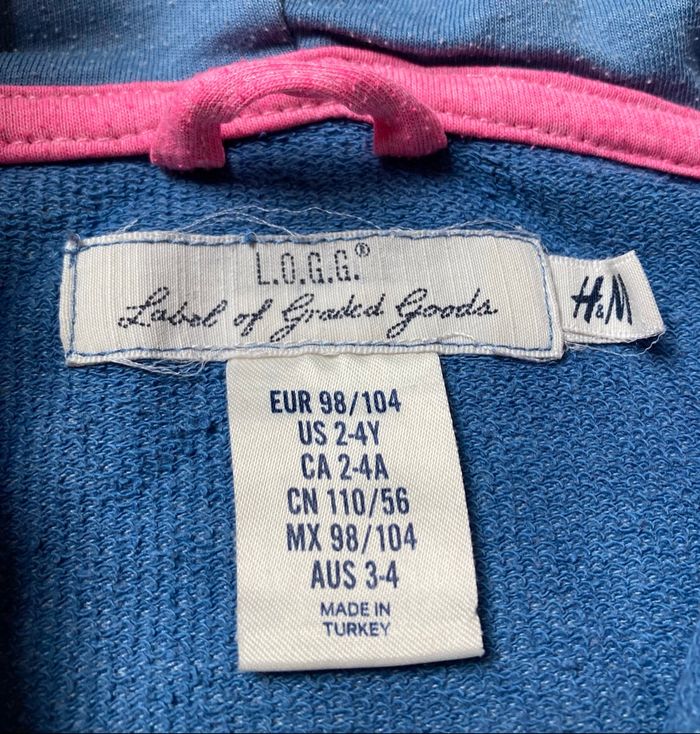 L.O.G.G.®
Label of Graded Goods
H&M
EUR 98/104
US 2-4Y
CA 2-4A
CN 110/56
MX 98/104
AUS 3-4
MADE IN
TURKEY